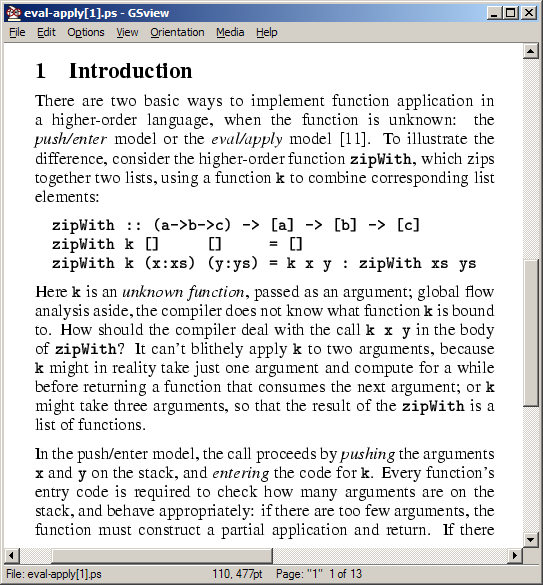 eval-apply[1].ps - GSview
File Edit Options View Orientation Media Help
1 Introduction
There are two basic ways to implement function application in
a higher-order language, when the function is unknown: the
push/enter model or the eval/apply model [11]. To illustrate the
difference, consider the higher-order function zipWith, which zips
together two lists, using a function k to combine corresponding list
elements:
zipWith :: (a->b->c) -> [a] -> [b] -> [c]
zipWith k []     []     = []
zipWith k (x:xs) (y:ys) = k x y : zipWith xs ys
Here k is an unknown function, passed as an argument; global flow
analysis aside, the compiler does not know what function k is bound
to. How should the compiler deal with the call k x y in the body
of zipWith? It can't blithely apply k to two arguments, because
k might in reality take just one argument and compute for a while
before returning a function that consumes the next argument; or k
might take three arguments, so that the result of the zipWith is a
list of functions.
In the push/enter model, the call proceeds by pushing the arguments
x and y on the stack, and entering the code for k. Every function's
entry code is required to check how many arguments are on the
stack, and behave appropriately: if there are too few arguments, the
function must construct a partial application and return. If there
File: eval-apply[1].ps 110, 477pt Page: "1" 1 of 13